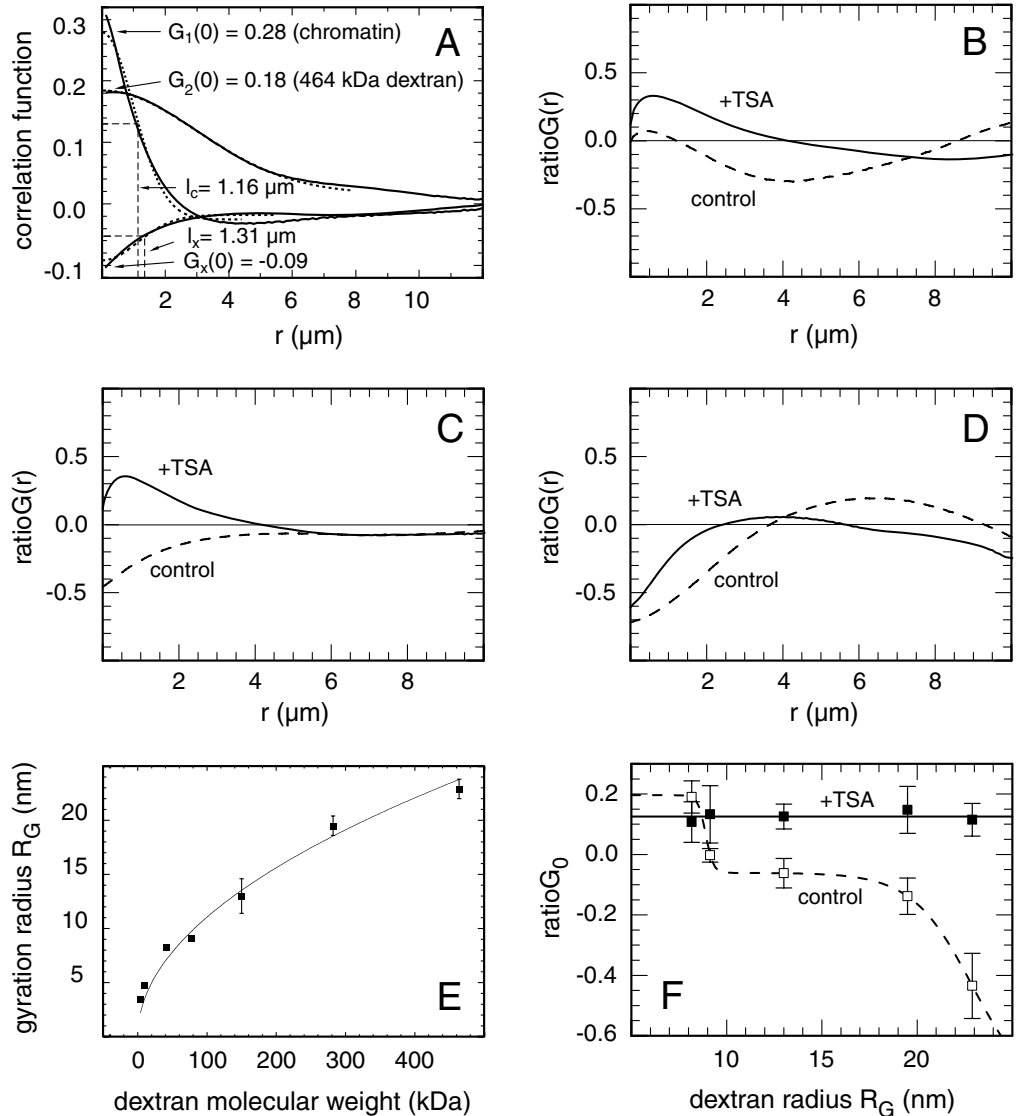 A
correlation function
0.3
0.2
0.1
0.0
-0.1
G1(0) = 0.28 (chromatin)
G2(0) = 0.18 (464 kDa dextran)
lc= 1.16 µm
lx= 1.31 µm
Gx(0) = -0.09
2 4 6 8 10
r (µm)
B
ratioG(r)
0.5
0.0
-0.5
+TSA
control
2 4 6 8
r (µm)
C
ratioG(r)
0.5
0.0
-0.5
+TSA
control
2 4 6 8
r (µm)
D
ratioG(r)
0.5
0.0
-0.5
+TSA
control
2 4 6 8
r (µm)
E
gyration radius RG (nm)
20
15
10
5
0 100 200 300 400
dextran molecular weight (kDa)
F
ratioG0
0.2
0.0
-0.2
-0.4
-0.6
+TSA
control
10 15 20
dextran radius RG (nm)